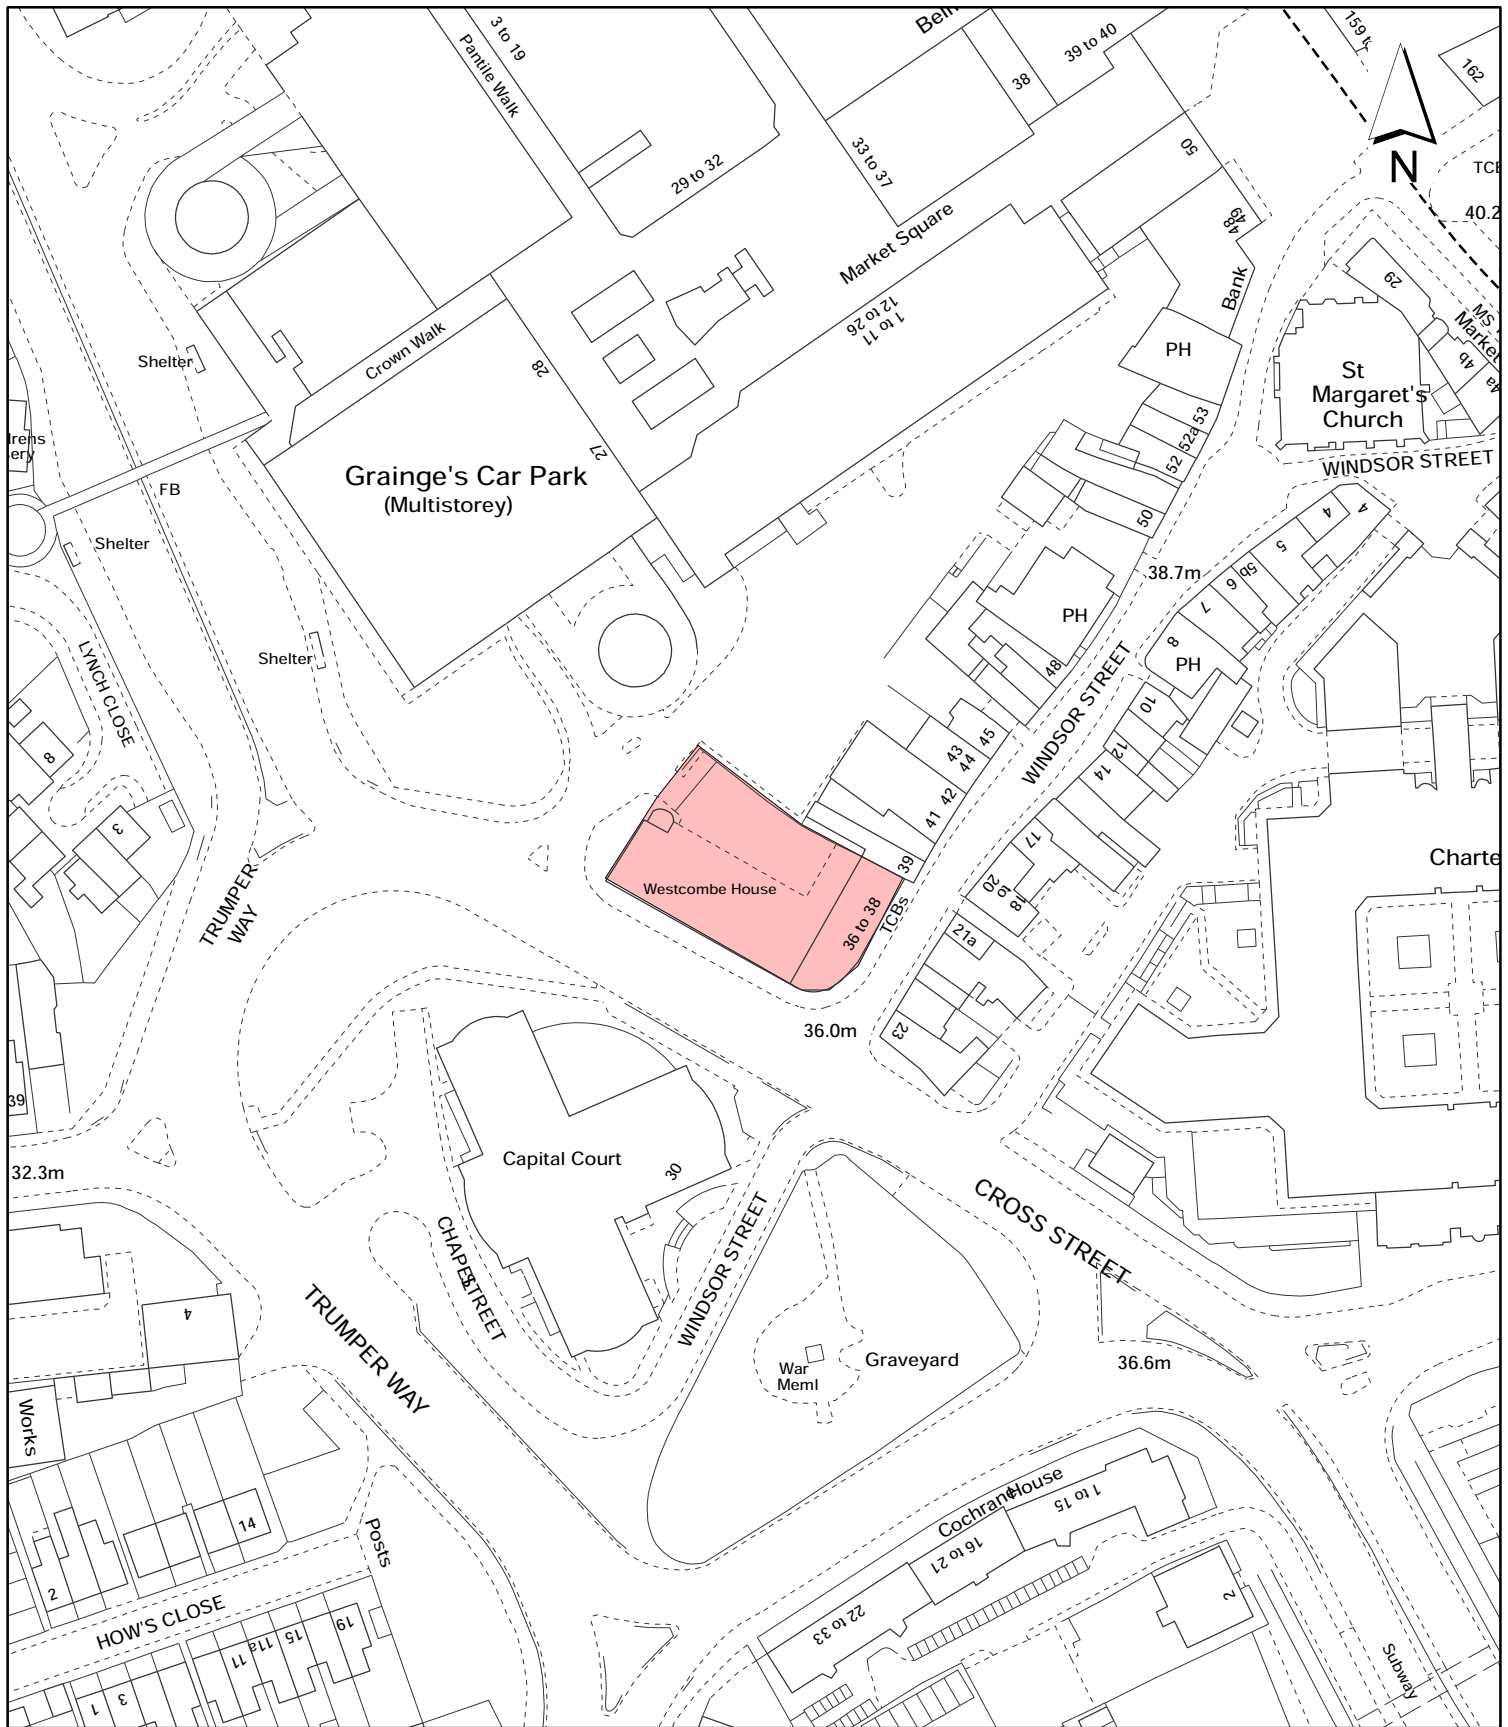 3 to 19
Pantile Walk
39 to 40
38
162
N
33 to 37
29 to 32
50
40.2
Market Square
48
49
29
1 to 11
12 to 26
Bank
MS
Market
Shelter
Crown Walk
28
PH
St
Margaret's
Church
4b
4a
53
52a
52
WINDSOR STREET
27
Grainge's Car Park
(Multistorey)
FB
50
4
4
5
Shelter
38.7m
5b
6
7
PH
8
PH
LYNCH CLOSE
Shelter
48
WINDSOR STREET
10
12
14
8
43
44
45
42
41
3
17
39
Charte
Westcombe House
36 to 38
TCBs
18
to
20
TRUMPER
WAY
21a
36.0m
23
39
32.3m
Capital Court
30
CROSS STREET
CHAPEL
STREET
WINDSOR STREET
TRUMPER WAY
4
War
Meml
Graveyard
36.6m
Works
Cochrane
House
1 to 15
16 to 21
22 to 33
14
Posts
2
2
HOW'S CLOSE
19
15
11a
11
3
1
Subway